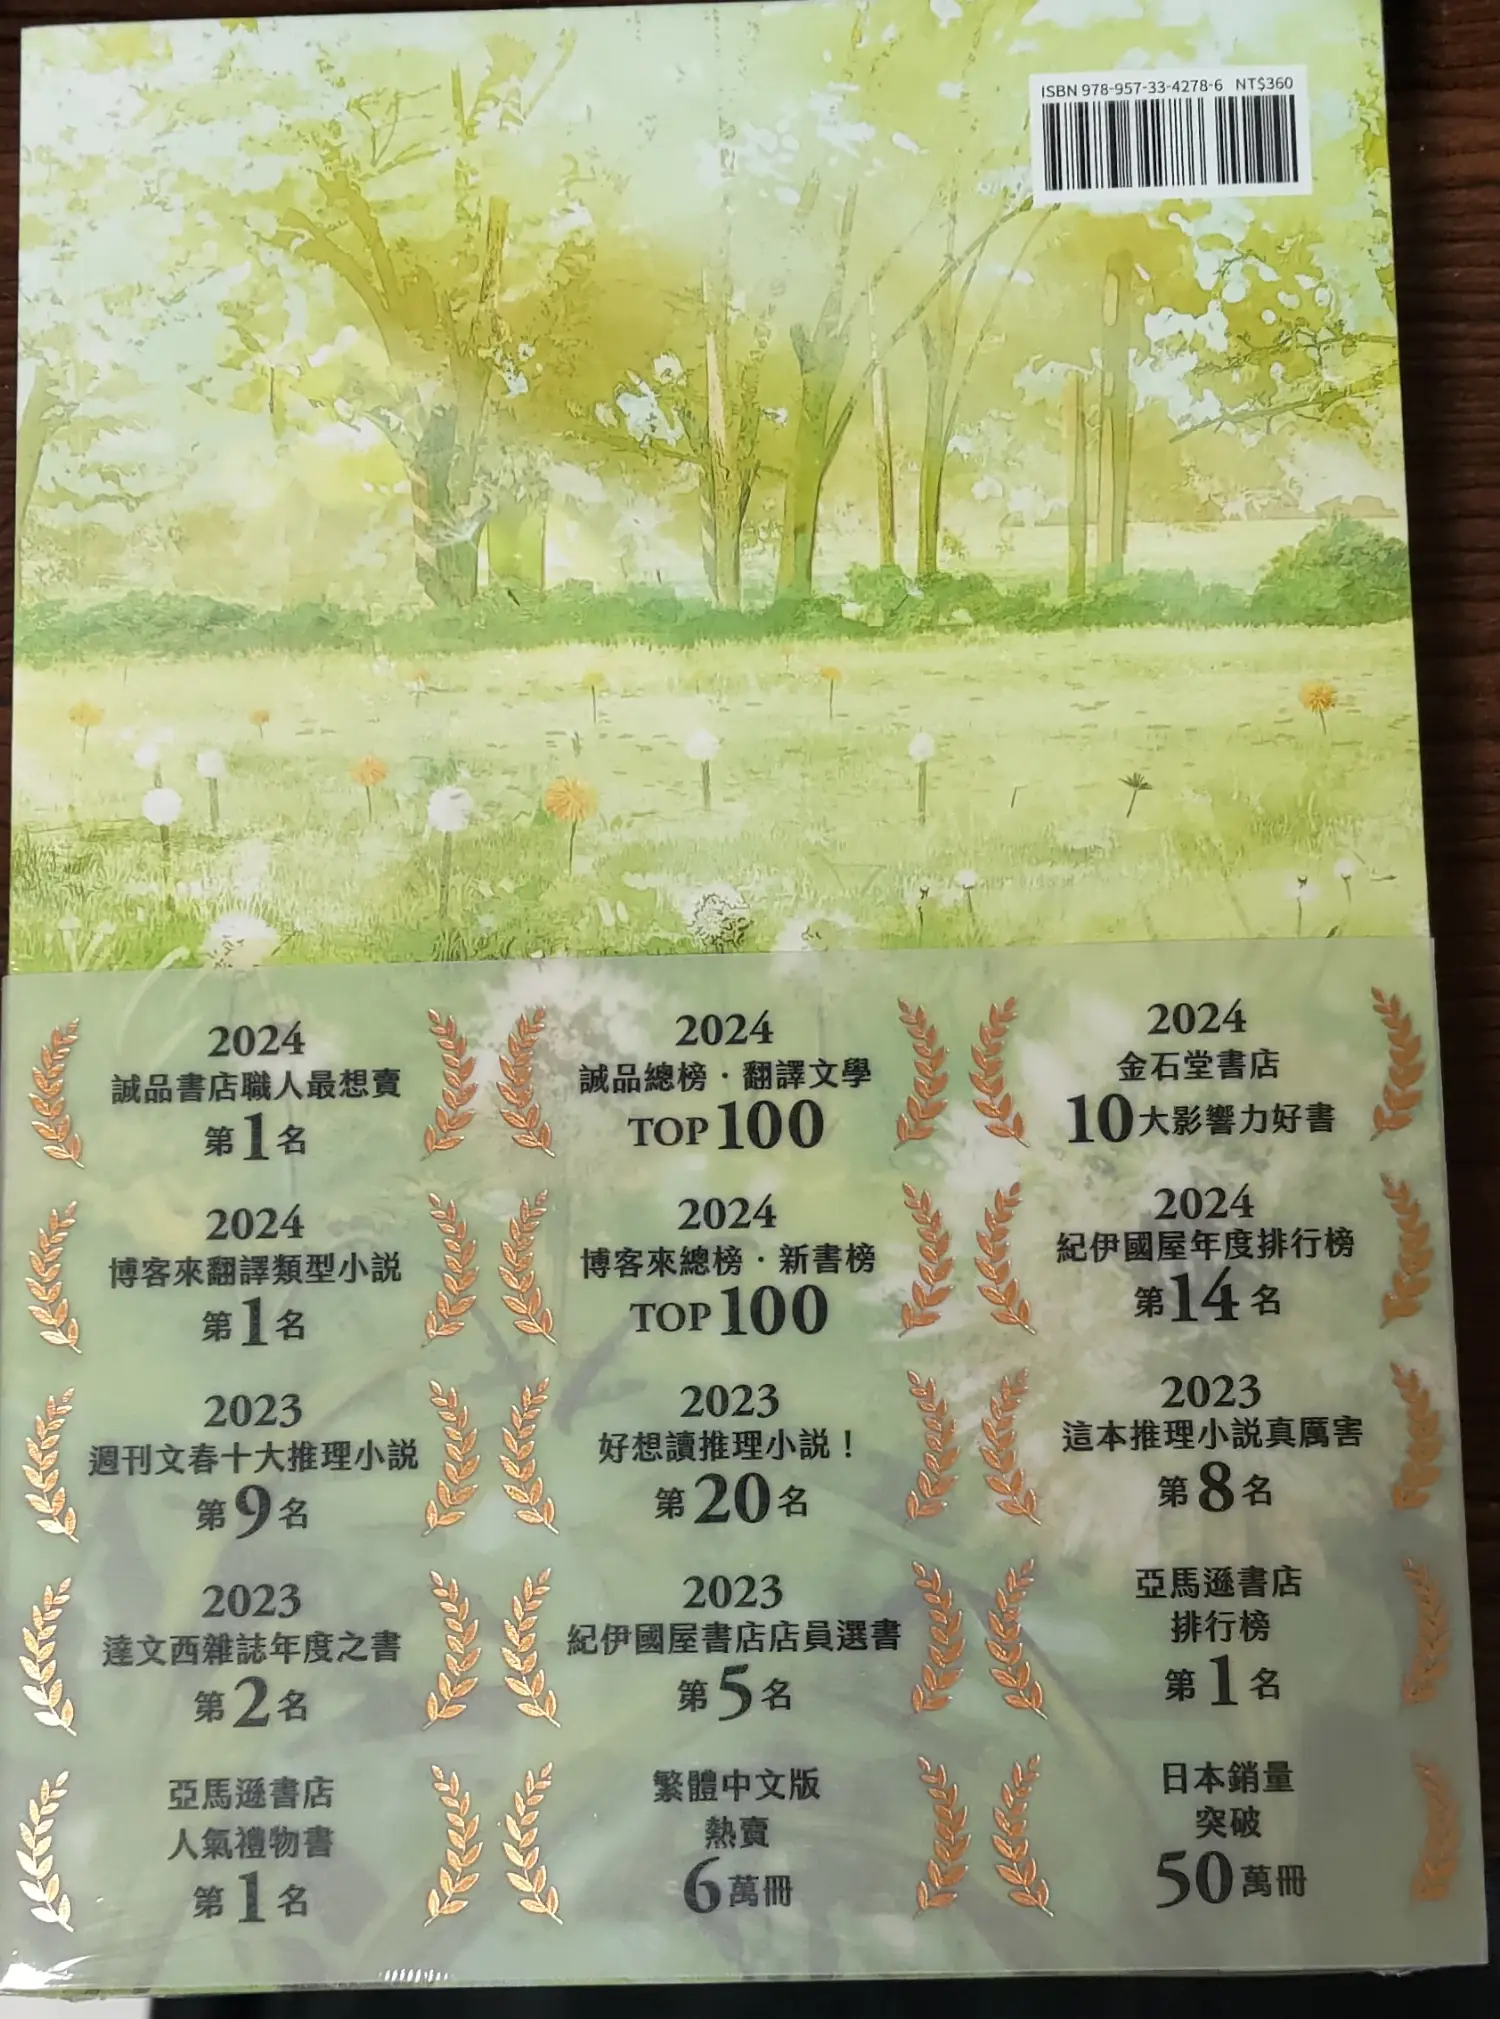 ISBN 978-957-33-4278-6 NT$360
2024
誠品書店職人最想賣
第1名
2024
誠品總榜·翻譯文學
TOP 100
2024
金石堂書店
10大影響力好書
2024
博客來翻譯類型小說
第1名
2024
博客來總榜·新書榜
TOP 100
2024
紀伊國屋年度排行榜
第14名
2023
週刊文春十大推理小說
第9名
2023
好想讀推理小說！
第20名
2023
這本推理小說真厲害
第8名
2023
達文西雜誌年度之書
第2名
2023
紀伊國屋書店店員選書
第5名
亞馬遜書店
排行榜
第1名
亞馬遜書店
人氣禮物書
第1名
繁體中文版
熱賣
6萬冊
日本銷量
突破
50萬冊